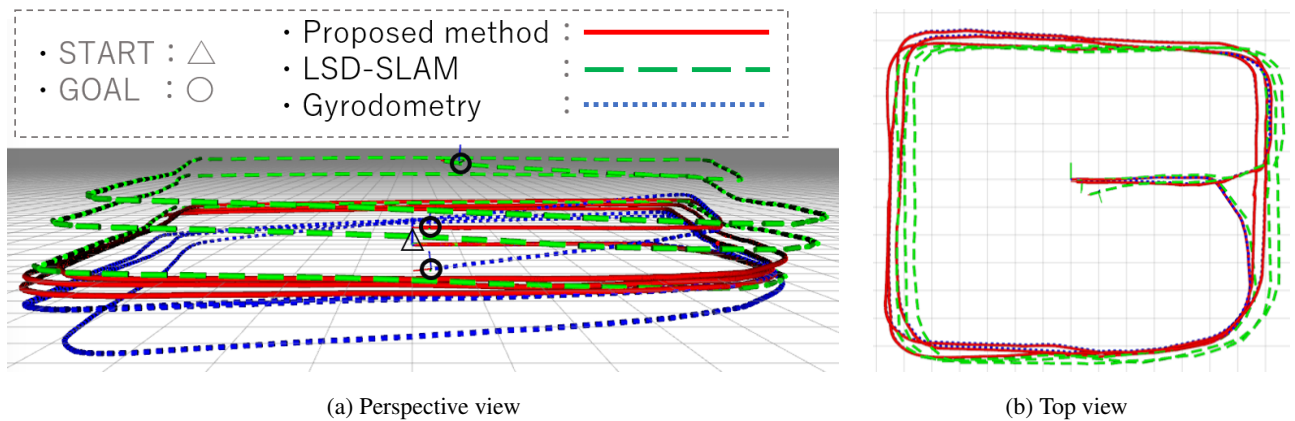 ・START：△
・GOAL：○
・Proposed method：
・LSD-SLAM：
・Gyrodometry：
(a) Perspective view
(b) Top view